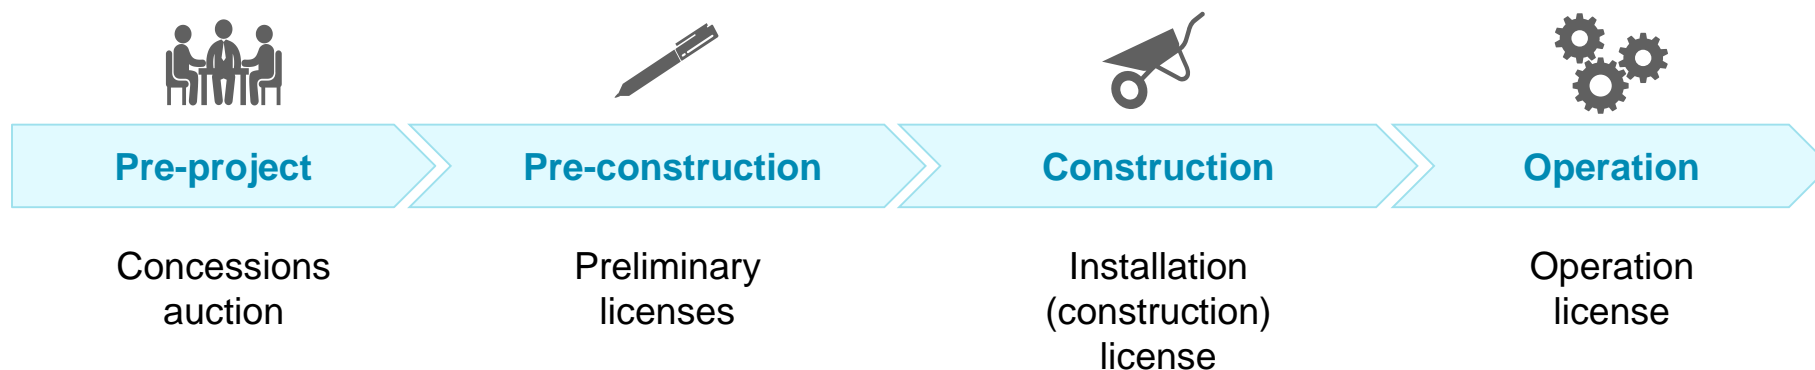 Pre-project
Pre-construction
Construction
Operation
Concessions
auction
Preliminary
licenses
Installation
(construction)
license
Operation
license